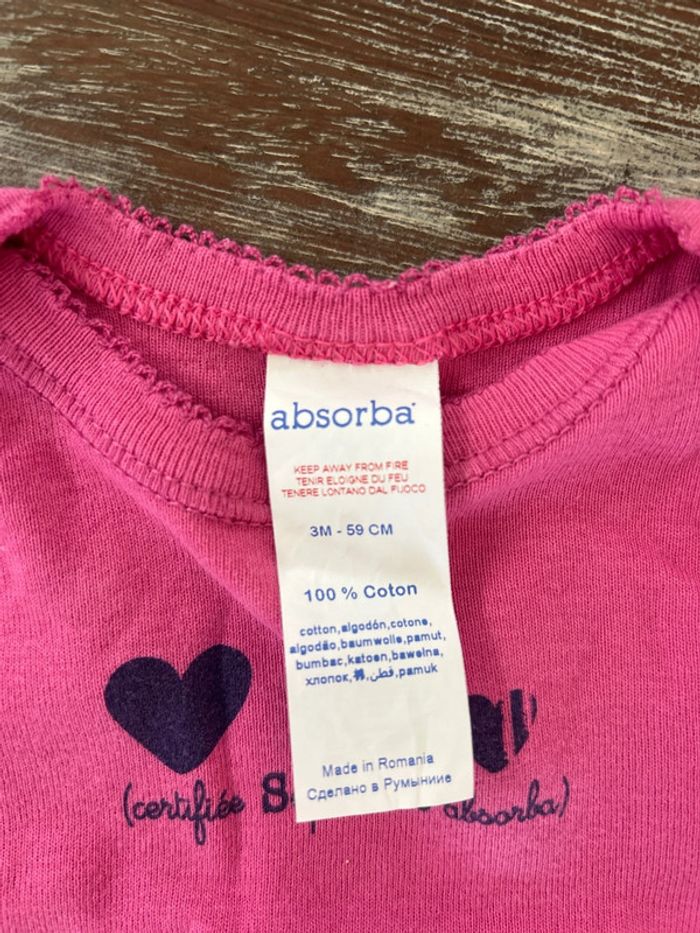 absorba
KEEP AWAY FROM FIRE
TENIR ELOIGNE DU FEU
TENERE LONTANO DAL FUOCO
3M - 59 CM
100 % Coton
cotton,algodón,cotone,
algodão,baumwolle,pamut,
bumbac,katoen,bawełna,
хлопок,棉,قطن,pamuk
Made in Romania
Сделано в Румыниие
(certifiée absorba)